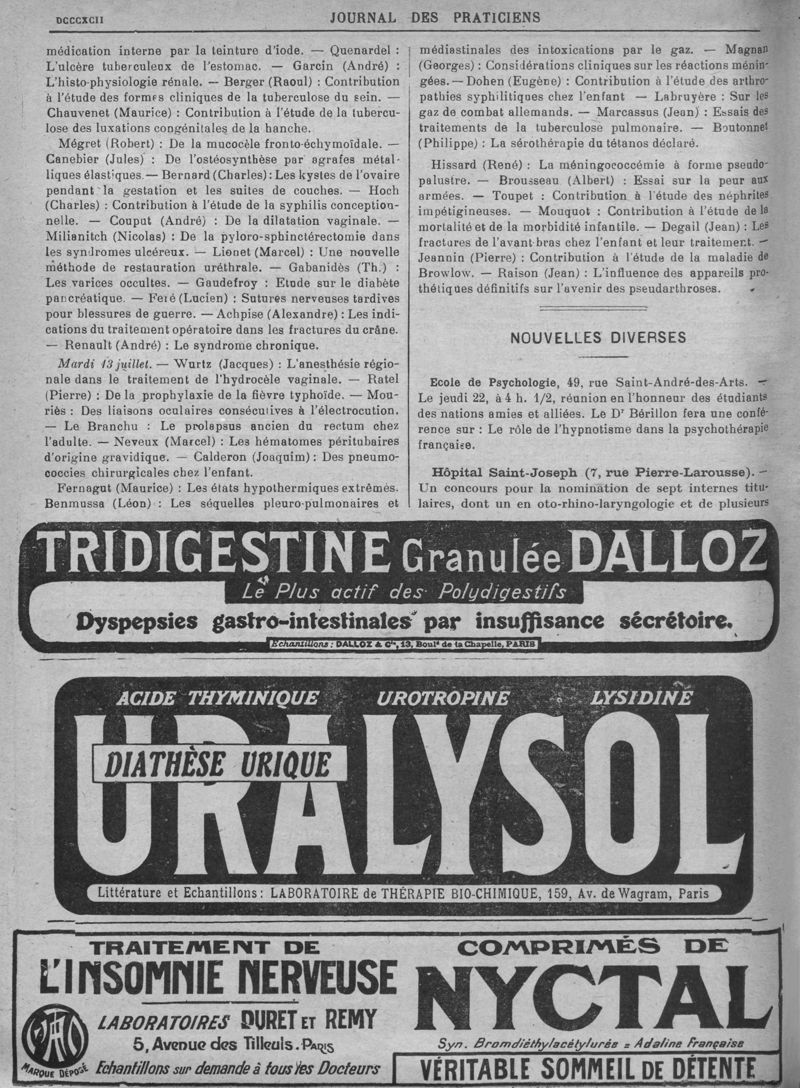 DCCCXCII
JOURNAL DES PRATICIENS
médication interne par la teinture d'iode. — Quenardel :
L'ulcère tuberculeux de l'estomac. — Garcin (André) :
L'histo-physiologie rénale. — Berger (Raoul) : Contribution
à l'étude des formes cliniques de la tuberculose du sein. —
Chauvenet (Maurice) : Contribution à l'étude de la tubercu-
lose des luxations congénitales de la hanche.
Mégret (Robert) : De la mucocèle fronto-échymoïdale. —
Canebier (Jules) : De l'ostéosynthèse par agrafes métal-
liques élastiques. — Bernard (Charles) : Les kystes de l'ovaire
pendant la gestation et les suites de couches. — Hoch
(Charles) : Contribution à l'étude de la syphilis conception-
nelle. — Couput (André) : De la dilatation vaginale. —
Milianitch (Nicolas) : De la pyloro-sphinctérectomie dans
les syndromes ulcéreux. — Lionet (Marcel) : Une nouvelle
méthode de restauration uréthrale. — Gabanidès (Th.) :
Les varices occultes. — Gaudefroy : Etude sur le diabète
pancréatique. — Feré (Lucien) : Sutures nerveuses tardives
pour blessures de guerre. — Achpise (Alexandre) : Les indi-
cations du traitement opératoire dans les fractures du crâne.
— Renault (André) : Le syndrome chronique.
Mardi 13 juillet. — Wurtz (Jacques) : L'anesthésie régio-
nale dans le traitement de l'hydrocèle vaginale. — Ratel
(Pierre) : De la prophylaxie de la fièvre typhoïde. — Mou-
riès : Des liaisons oculaires consécutives à l'électrocution.
— Le Branchu : Le prolapsus ancien du rectum chez
l'adulte. — Neveux (Marcel) : Les hématomes péritubaires
d'origine gravidique. — Calderon (Joaquim) : Des pneumo-
coccies chirurgicales chez l'enfant.
Fernagut (Maurice) : Les états hypothermiques extrêmes.
Benmussa (Léon) : Les séquelles pleuro-pulmonaires et
médiastinales des intoxications par le gaz. — Magnan
(Georges) : Considérations cliniques sur les réactions ménin-
gées. — Dohen (Eugène) : Contribution à l'étude des arthro-
pathies syphilitiques chez l'enfant — Labruyère : Sur les
gaz de combat allemands. — Marcassus (Jean) : Essais des
traitements de la tuberculose pulmonaire. — Boutonnet
(Philippe) : La sérothérapie du tétanos déclaré.
Hissard (René) : La méningococcémie à forme pseudo-
palustre. — Brousseau (Albert) : Essai sur la peur aux
armées. — Toupet : Contribution à l'étude des néphrites
impétigineuses. — Mouquot : Contribution à l'étude de la
mortalité et de la morbidité infantile. — Degail (Jean) : Les
fractures de l'avant-bras chez l'enfant et leur traitement. —
Jeannin (Pierre) : Contribution à l'étude de la maladie de
Browlow. — Raison (Jean) : L'influence des appareils pro-
thétiques définitifs sur l'avenir des pseudarthroses.
NOUVELLES DIVERSES
Ecole de Psychologie, 49, rue Saint-André-des-Arts. —
Le jeudi 22, à 4 h. 1/2, réunion en l'honneur des étudiants
des nations amies et alliées. Le Dr Bérillon fera une confé-
rence sur : Le rôle de l'hypnotisme dans la psychothérapie
française.
Hôpital Saint-Joseph (7, rue Pierre-Larousse). —
Un concours pour la nomination de sept internes titu-
laires, dont un en oto-rhino-laryngologie et de plusieurs
TRIDIGESTINE Granulée DALLOZ
Le Plus actif des Polydigestifs
Dyspepsies gastro-intestinales par insuffisance sécrétoire.
Echantillons : DALLOZ & Cie, 13, Bould de la Chapelle, PARIS
ACIDE THYMINIQUE UROTROPINE LYSIDINE
URALYSOL
DIATHÈSE URIQUE
Littérature et Echantillons : LABORATOIRE de THÉRAPIE BIO-CHIMIQUE, 159, Av. de Wagram, Paris
TRAITEMENT DE
L'INSOMNIE NERVEUSE
LABORATOIRES DURET ET REMY
5, Avenue des Tilleuls. PARIS
MARQUE DÉPOSÉE
Echantillons sur demande à tous les Docteurs
COMPRIMÉS DE
NYCTAL
Syn. Bromdiéthylacétylurée = Adaline Française
VÉRITABLE SOMMEIL DE DÉTENTE